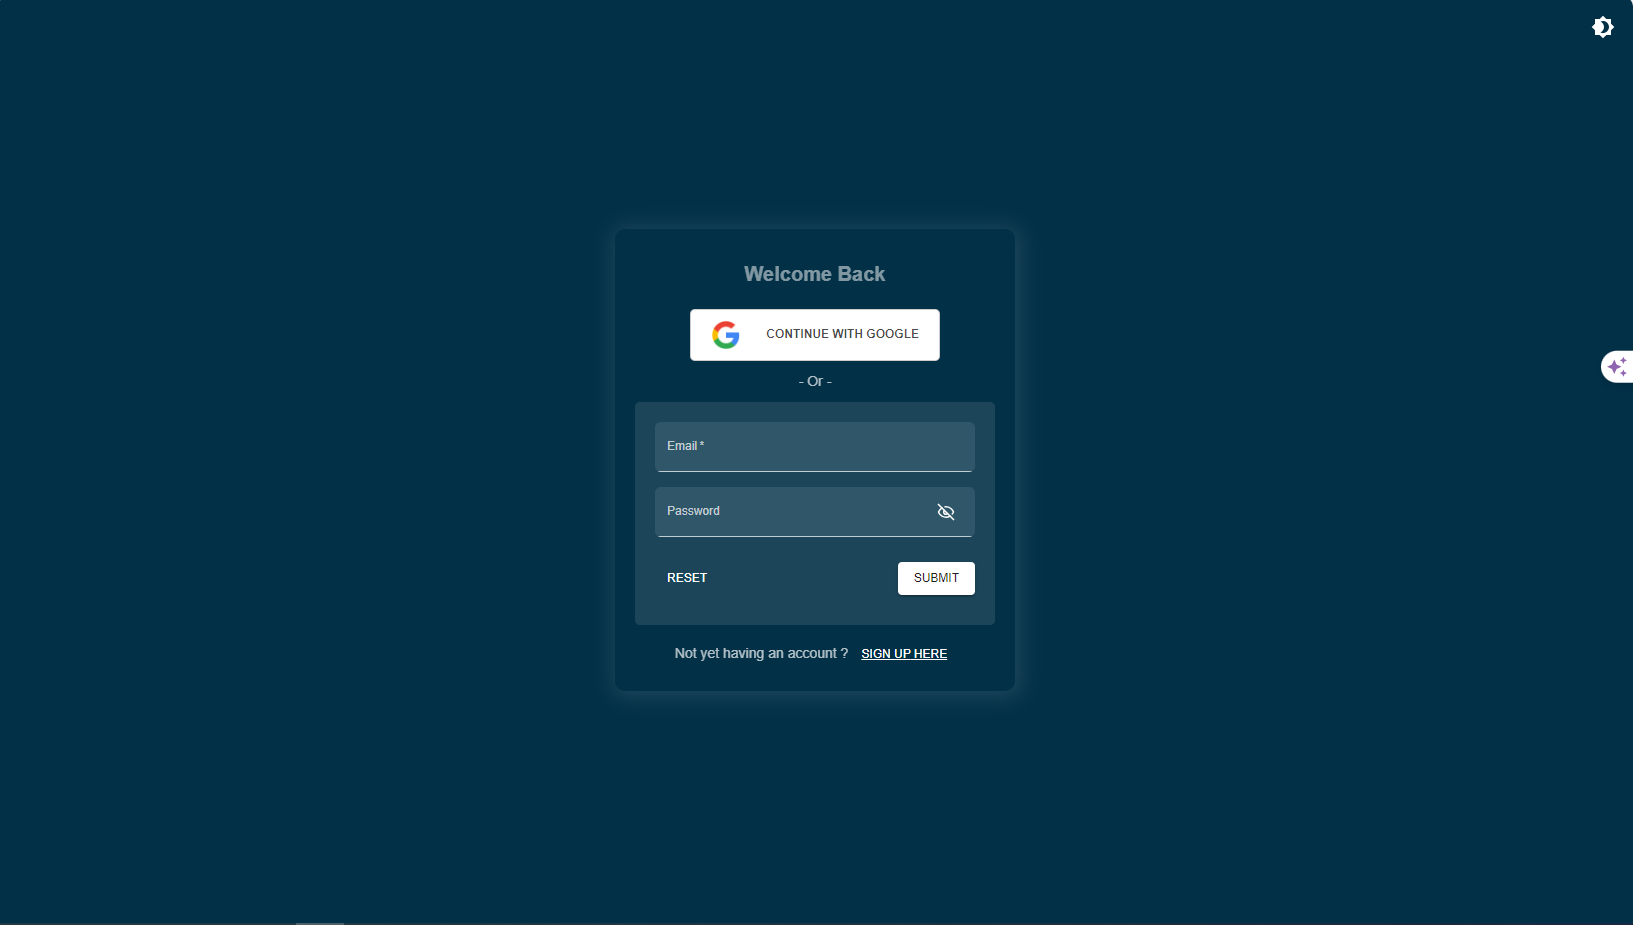 Welcome Back
CONTINUE WITH GOOGLE
- Or -
Email *
Password
RESET
SUBMIT
Not yet having an account ? SIGN UP HERE